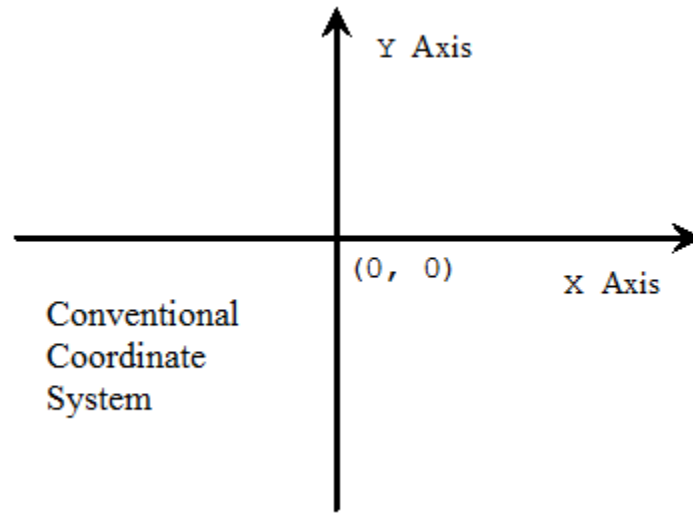 Y Axis
(0, 0)
X Axis
Conventional
Coordinate
System